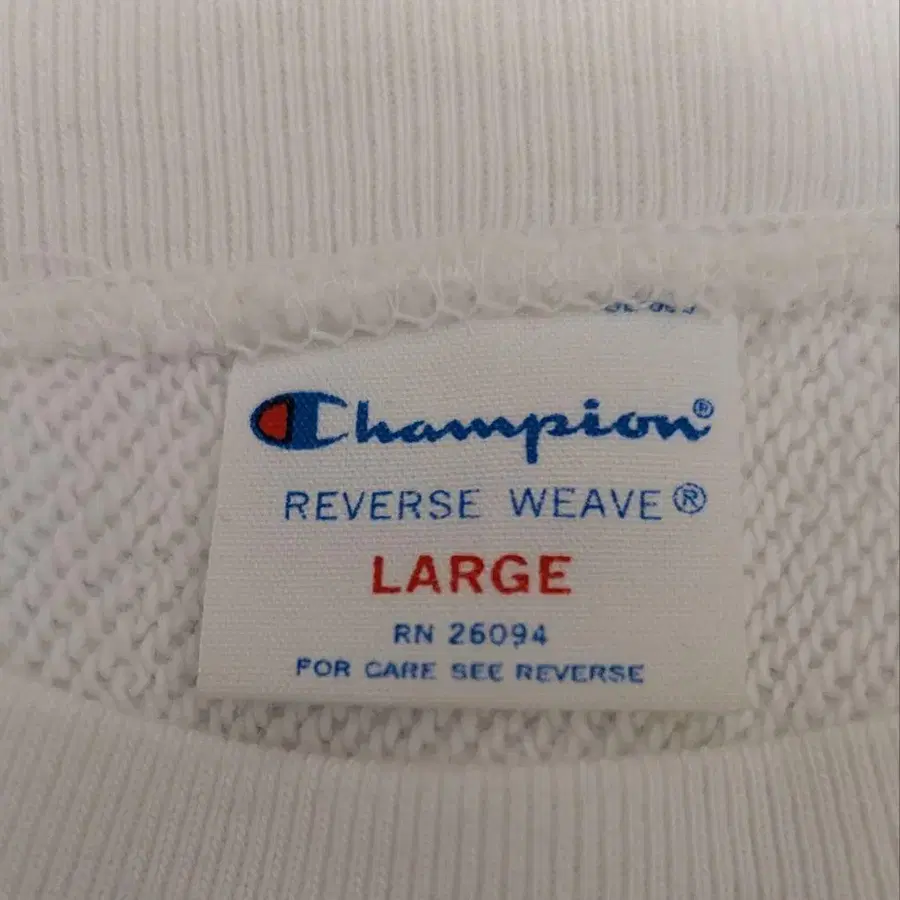 Champion®
REVERSE WEAVE®
LARGE
RN 26094
FOR CARE SEE REVERSE